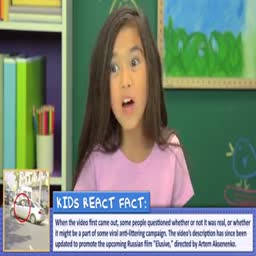 KIDS REACT FACT:
When the video first came out, some people questioned whether or not it was real, or whether
it might be a part of some viral anti-littering campaign. The video's description has since been
updated to promote the upcoming Russian film "Elusive," directed by Artem Aksenenko.